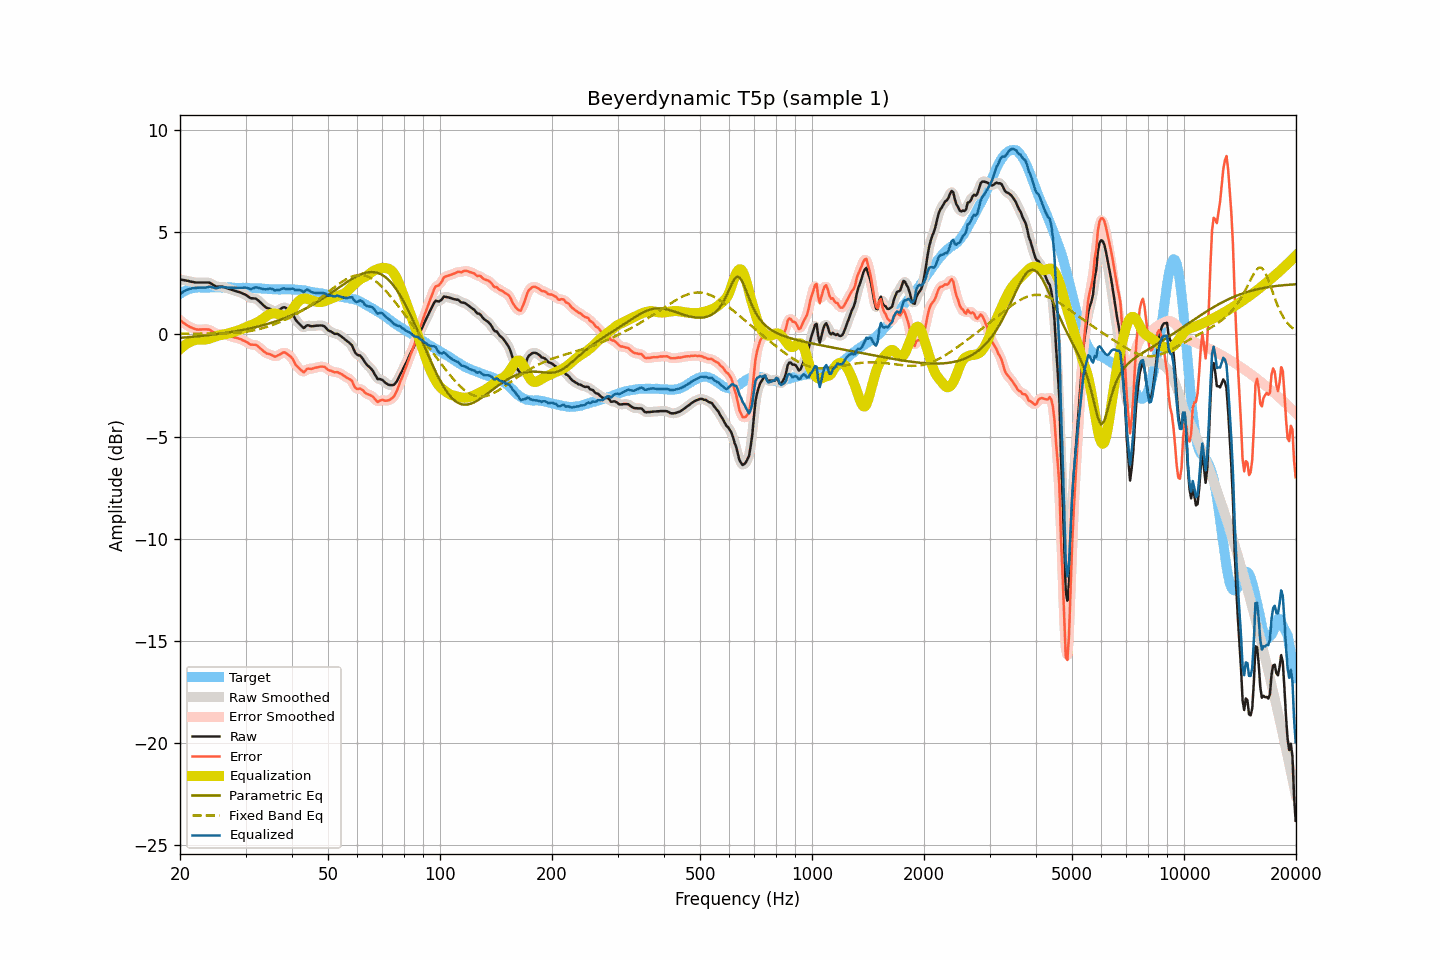 Beyerdynamic T5p (sample 1)
10
5
0
−5
−10
−15
−20
−25
Amplitude (dBr)
Target
Raw Smoothed
Error Smoothed
Raw
Error
Equalization
Parametric Eq
Fixed Band Eq
Equalized
20 50 100 200 500 1000 2000 5000 10000 20000
Frequency (Hz)